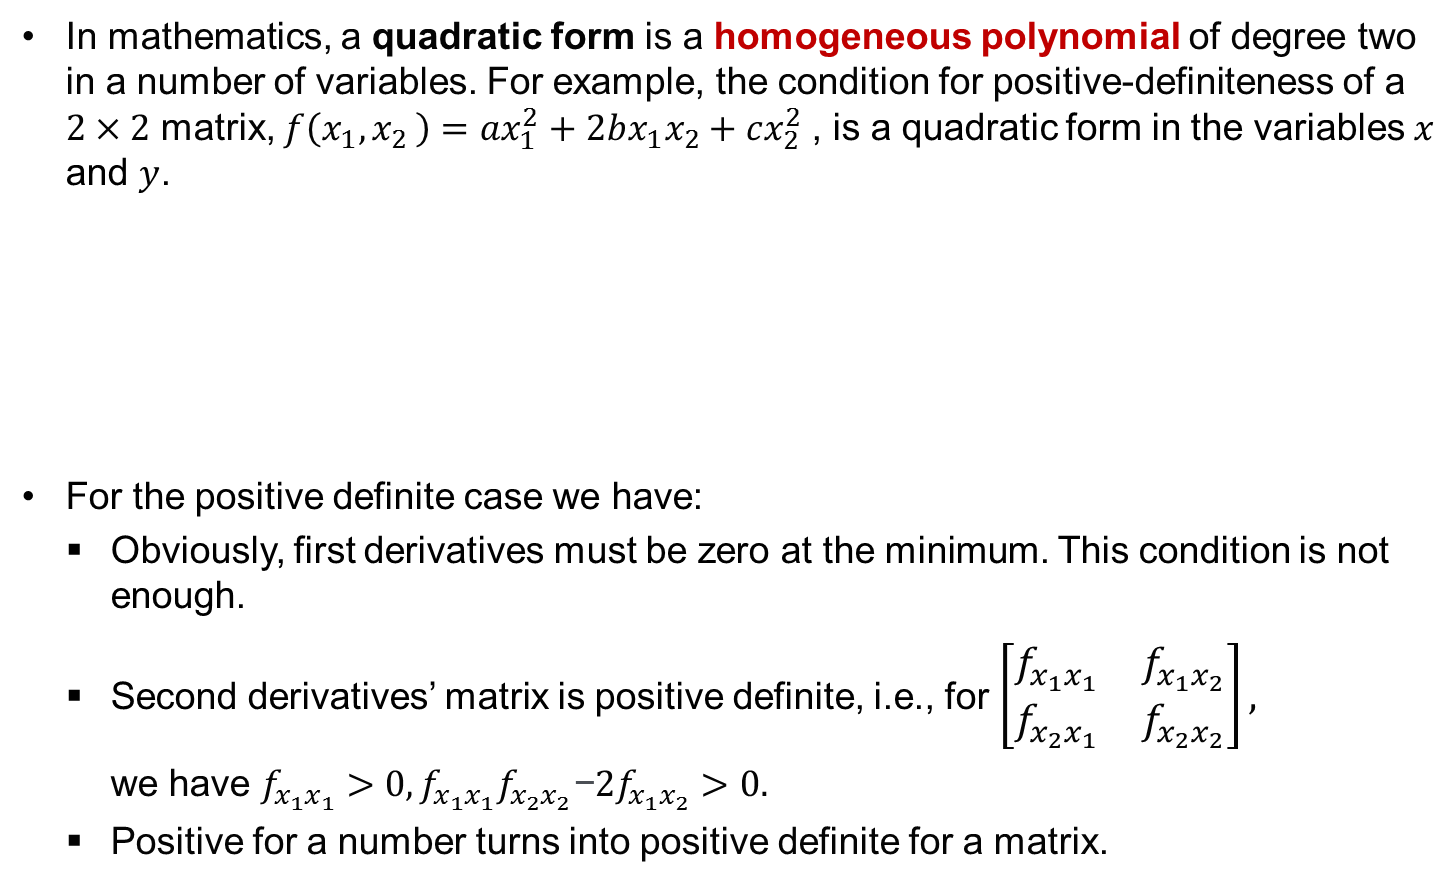 • In mathematics, a quadratic form is a homogeneous polynomial of degree two
in a number of variables. For example, the condition for positive-definiteness of a
2 × 2 matrix, f(x₁, x₂ ) = ax₁² + 2bx₁x₂ + cx₂² , is a quadratic form in the variables x
and y.
• For the positive definite case we have:
▪ Obviously, first derivatives must be zero at the minimum. This condition is not
enough.
▪ Second derivatives’ matrix is positive definite, i.e., for [f_{x₁x₁} f_{x₁x₂}; f_{x₂x₁} f_{x₂x₂}],
we have f_{x₁x₁} > 0, f_{x₁x₁}f_{x₂x₂}−2f_{x₁x₂} > 0.
▪ Positive for a number turns into positive definite for a matrix.